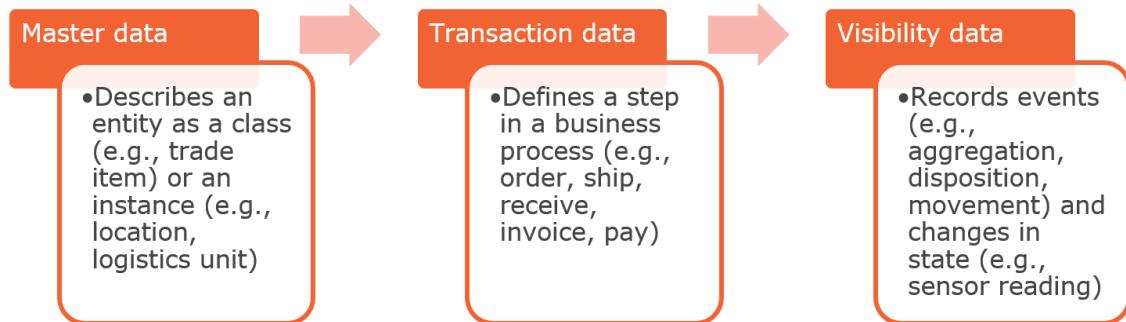 Master data
•Describes an
entity as a class
(e.g., trade
item) or an
instance (e.g.,
location,
logistics unit)
Transaction data
•Defines a step
in a business
process (e.g.,
order, ship,
receive,
invoice, pay)
Visibility data
•Records events
(e.g.,
aggregation,
disposition,
movement) and
changes in
state (e.g.,
sensor reading)